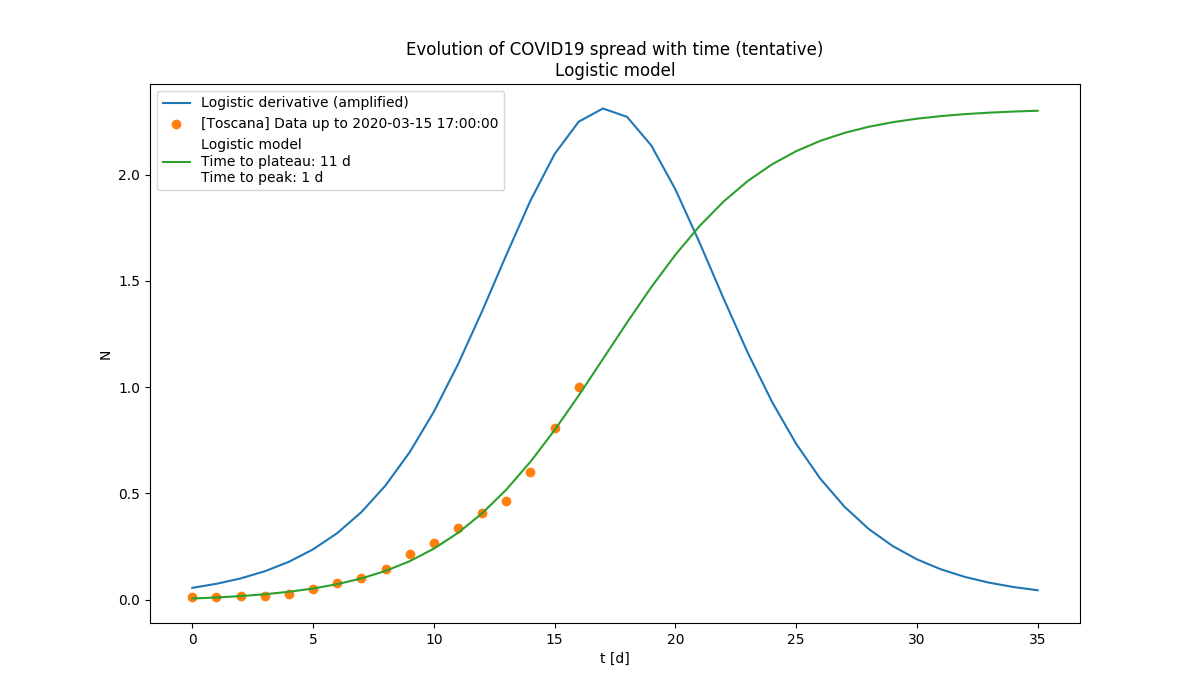 Evolution of COVID19 spread with time (tentative)
Logistic model
Logistic derivative (amplified)
[Toscana] Data up to 2020-03-15 17:00:00
Logistic model
Time to plateau: 11 d
Time to peak: 1 d
N
2.0
1.5
1.0
0.5
0.0
0 5 10 15 20 25 30 35
t [d]